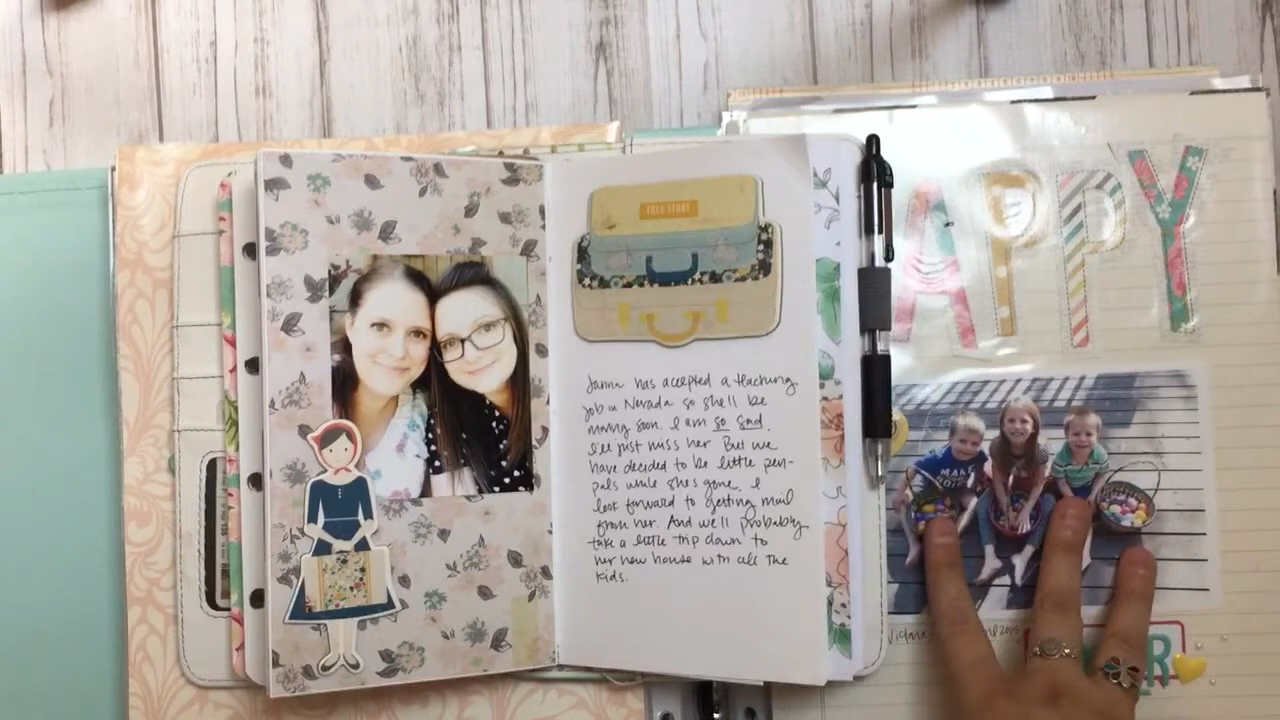 TRUE STORY
Janna has accepted a teaching
job in Nevada so she'll be
moving soon. I am so sad.
I'll just miss her. But we
have decided to be little pen-
pals while she's gone. I
look forward to getting mail
from her. And we'll probably
take a little trip down to
her new house with all the
kids.
APPY
MAKE